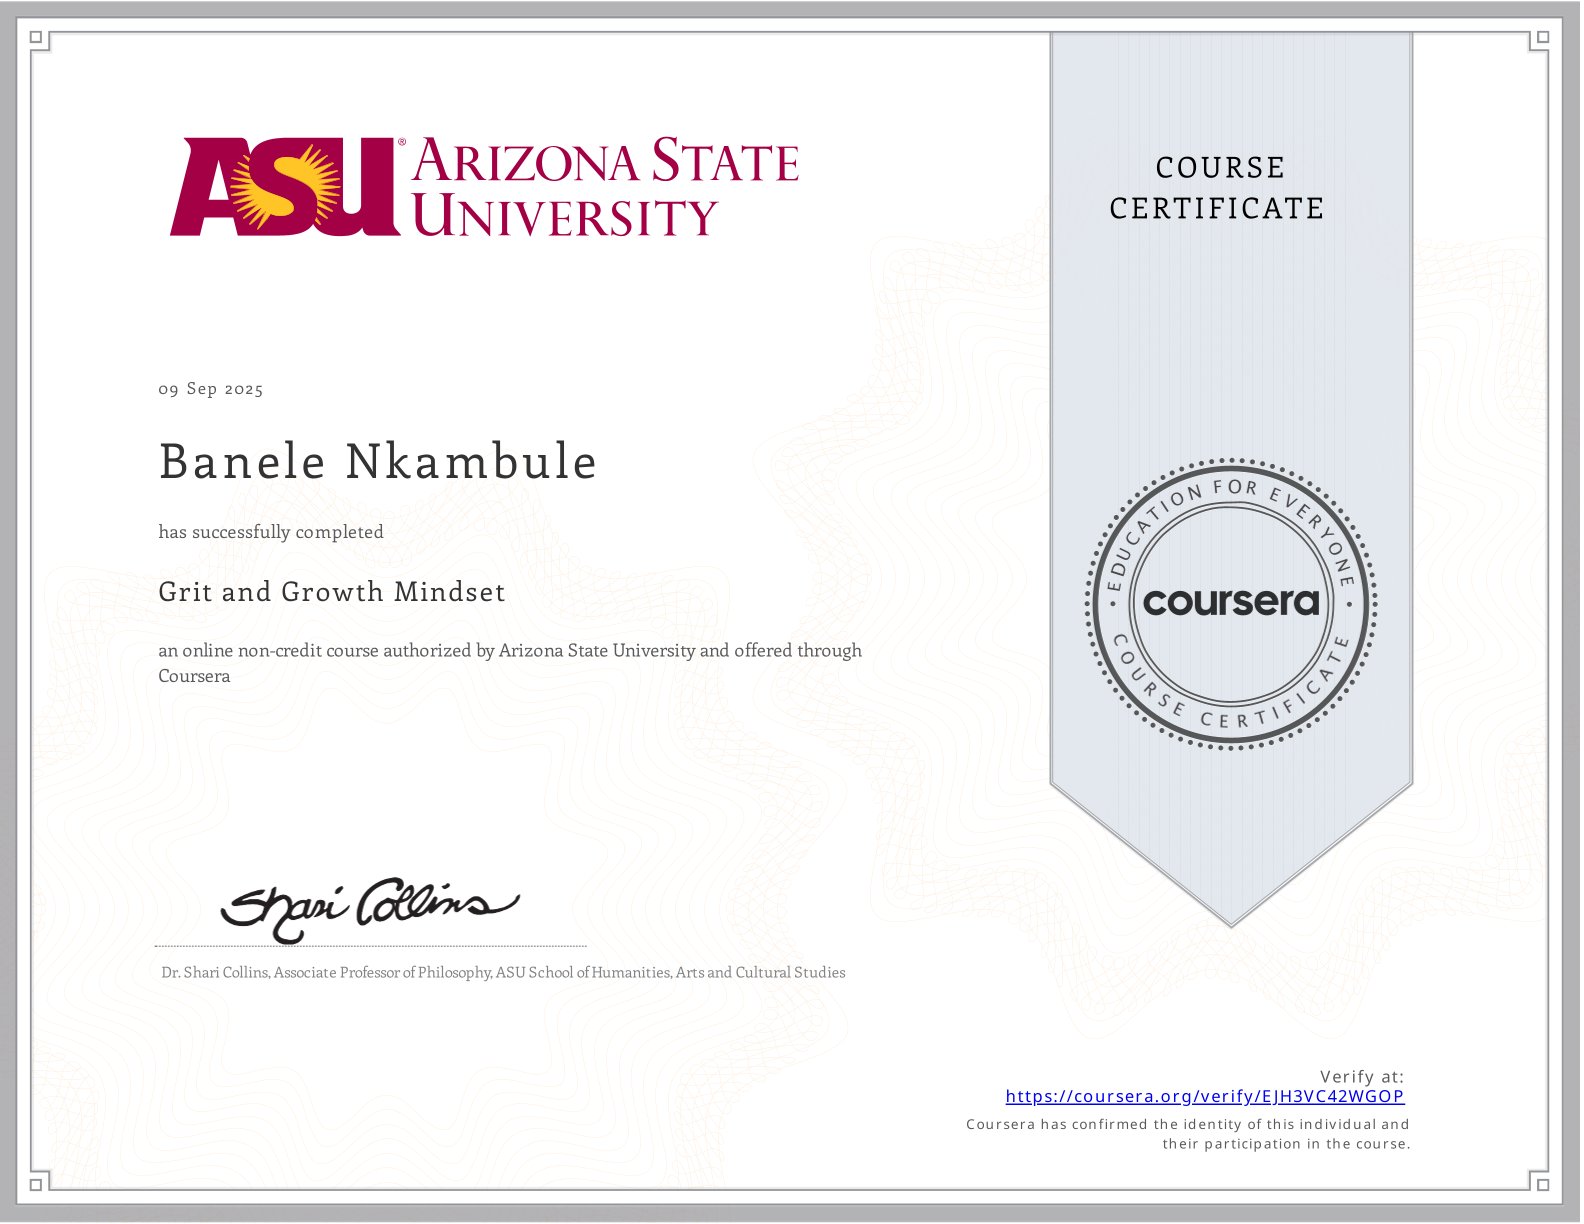 ASU® ARIZONA STATE
UNIVERSITY
COURSE
CERTIFICATE
09 Sep 2025
Banele Nkambule
has successfully completed
Grit and Growth Mindset
an online non-credit course authorized by Arizona State University and offered through
Coursera
EDUCATION FOR EVERYONE
coursera
COURSE CERTIFICATE
Shari Collins
Dr. Shari Collins, Associate Professor of Philosophy, ASU School of Humanities, Arts and Cultural Studies
Verify at:
https://coursera.org/verify/EJH3VC42WGOP
Coursera has confirmed the identity of this individual and
their participation in the course.